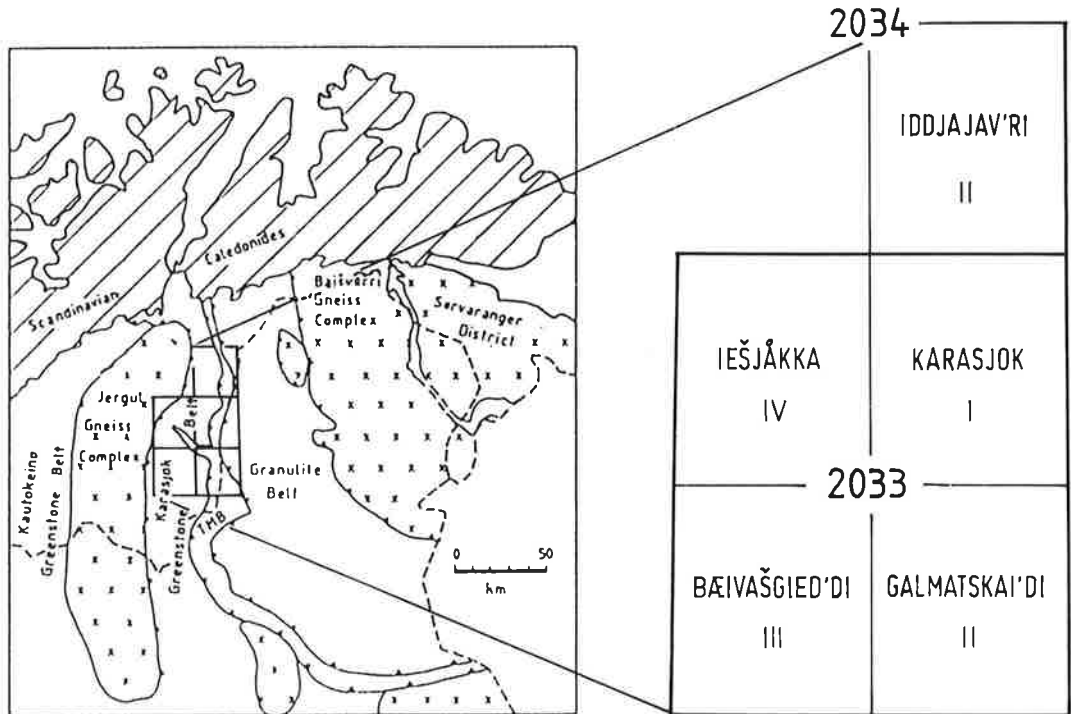 2034
IDDJAJAV'RI
II
IEŠJÅKKA
IV
KARASJOK
I
2033
BÆIVAŠGIED'DI
III
GALMATSKAI'DI
II
Scandinavian
Caledonides
Baišverri
Gneiss
Complex
Sørvaranger
District
Jergul
Gneiss
Complex
Kautokeino
Greenstone Belt
Karasjok
Greenstone
Belt
TMB
Granulite
Belt
0 50
km